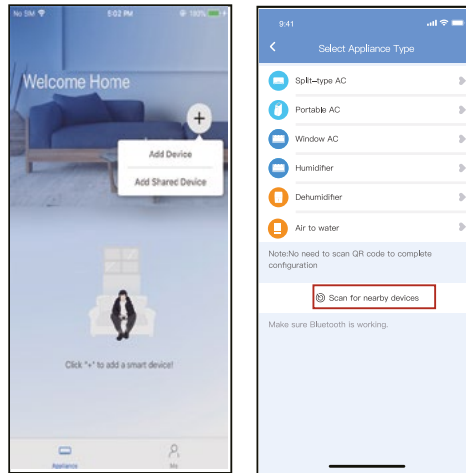 No SIM
5:02 PM
100%
Welcome Home
+
Add Device
Add Shared Device
Click "+" to add a smart device!
Appliance
Me
9:41
Select Appliance Type
Split-type AC
Portable AC
Window AC
Humidifier
Dehumidifier
Air to water
Note:No need to scan QR code to complete
configuration
Scan for nearby devices
Make sure Bluetooth is working.